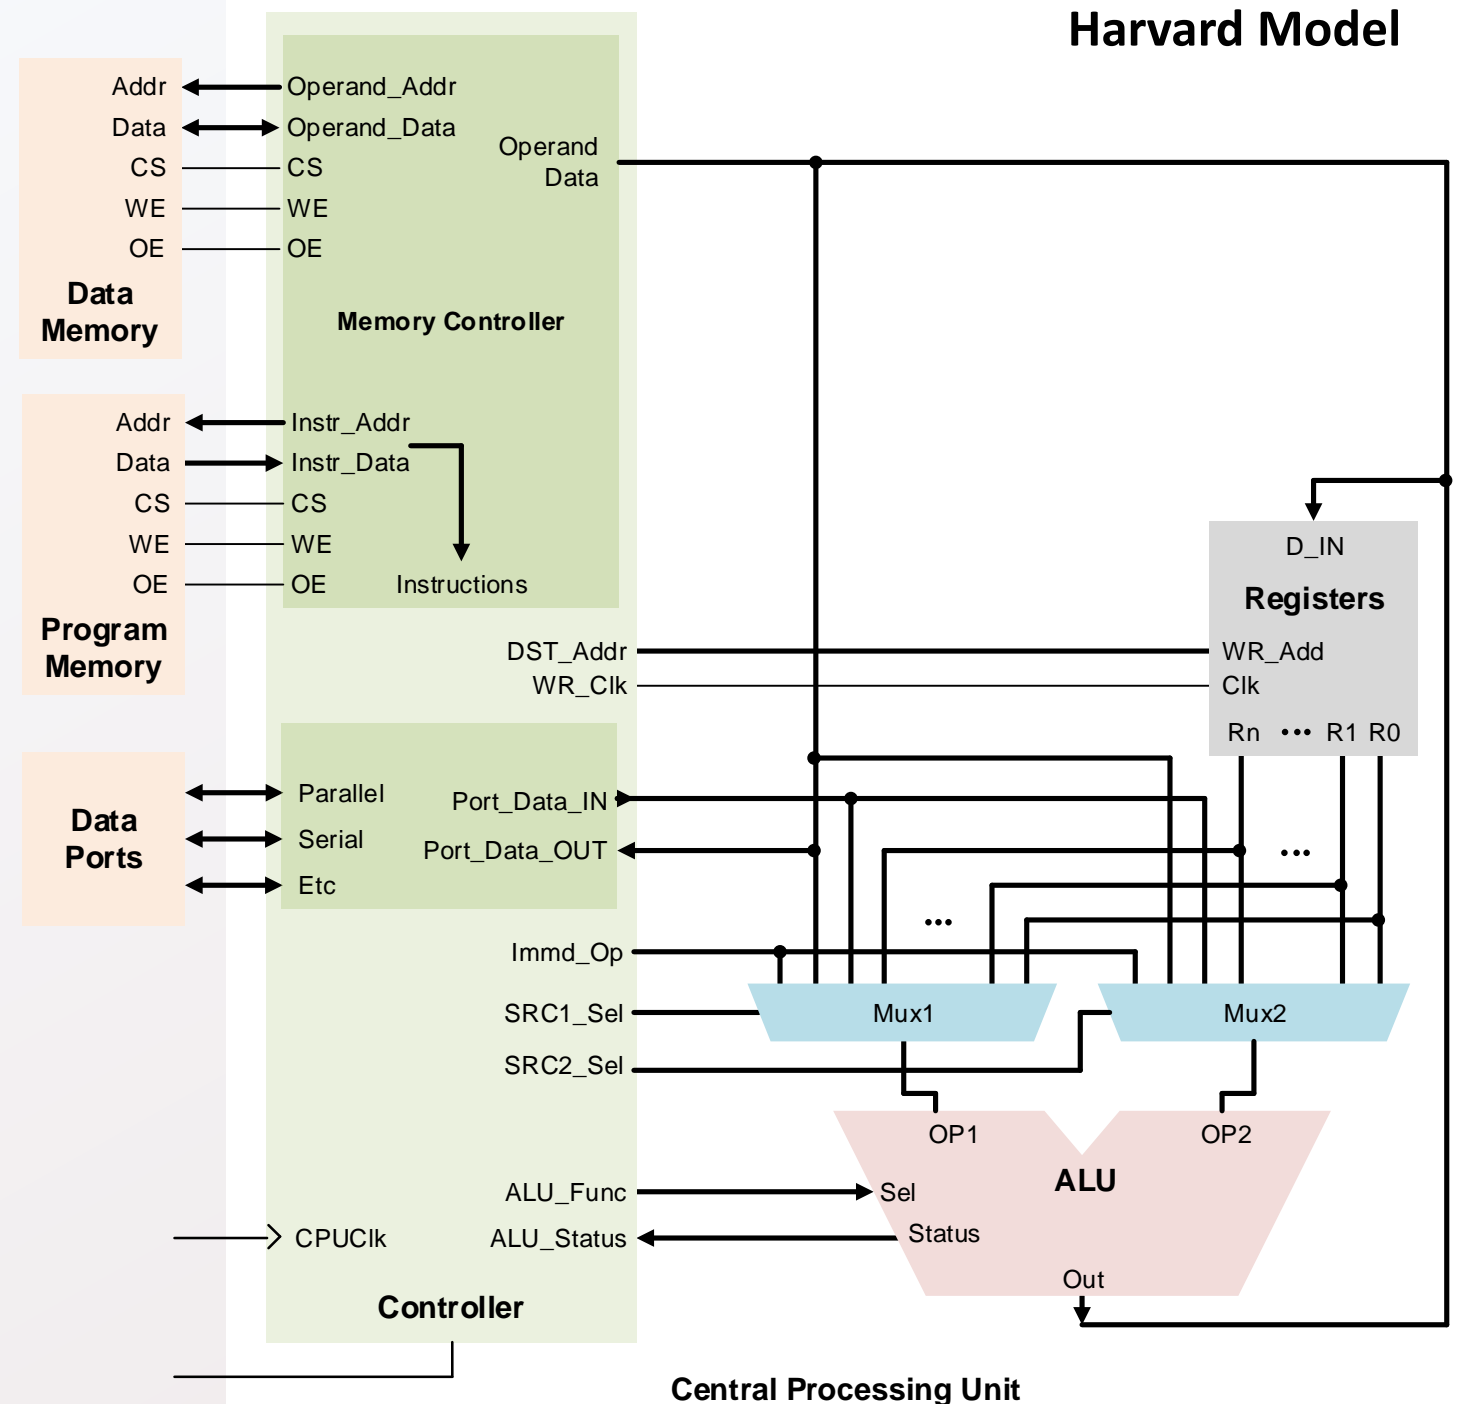 Harvard Model
Addr
Data
CS
WE
OE
Data
Memory
Operand_Addr
Operand_Data
CS
WE
OE
Operand
Data
Memory Controller
Addr
Data
CS
WE
OE
Program
Memory
Instr_Addr
Instr_Data
CS
WE
OE
Instructions
D_IN
Registers
WR_Add
Clk
Rn ••• R1 R0
DST_Addr
WR_Clk
Data
Ports
Parallel
Serial
Etc
Port_Data_IN
Port_Data_OUT
•••
•••
Immd_Op
SRC1_Sel
SRC2_Sel
Mux1
Mux2
OP1
OP2
ALU
Sel
Status
Out
ALU_Func
ALU_Status
CPUClk
Controller
Central Processing Unit